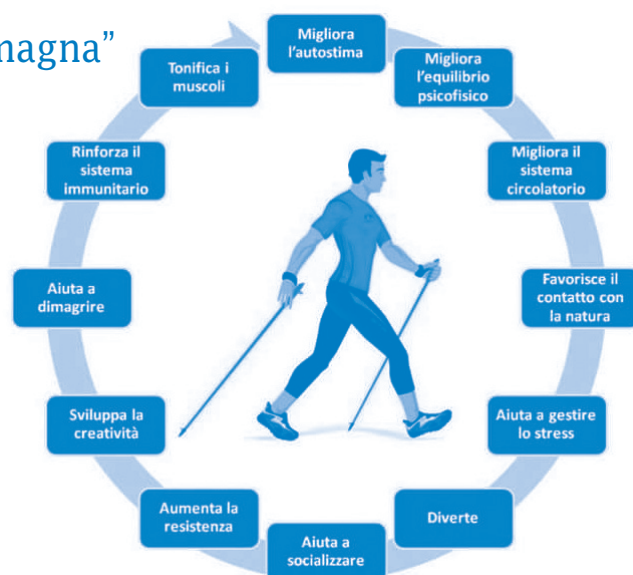 magna”
Migliora
l’autostima
Migliora
l’equilibrio
psicofisico
Migliora il
sistema
circolatorio
Favorisce il
contatto con
la natura
Aiuta a gestire
lo stress
Diverte
Aiuta a
socializzare
Aumenta la
resistenza
Sviluppa la
creatività
Aiuta a
dimagrire
Rinforza il
sistema
immunitario
Tonifica i
muscoli